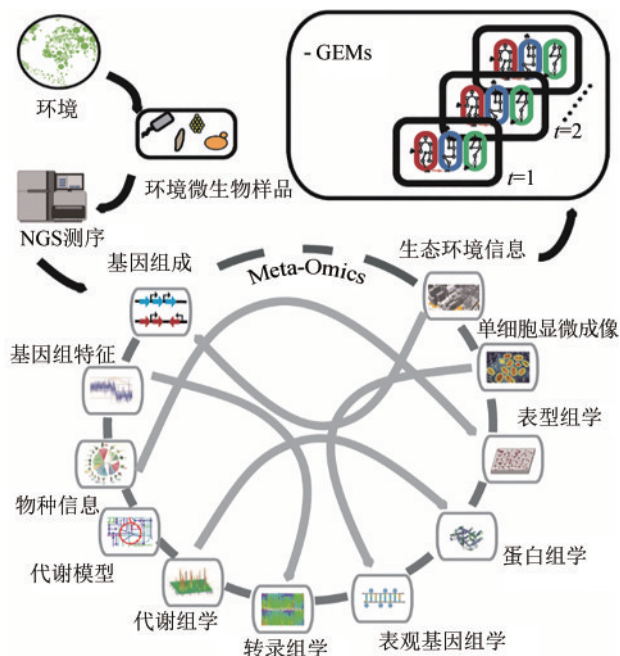 - GEMs
t=2
t=1
环境
环境微生物样品
NGS测序
Meta-Omics
基因组成
生态环境信息
单细胞显微成像
基因组特征
表型组学
物种信息
代谢模型
蛋白组学
代谢组学
转录组学
表观基因组学